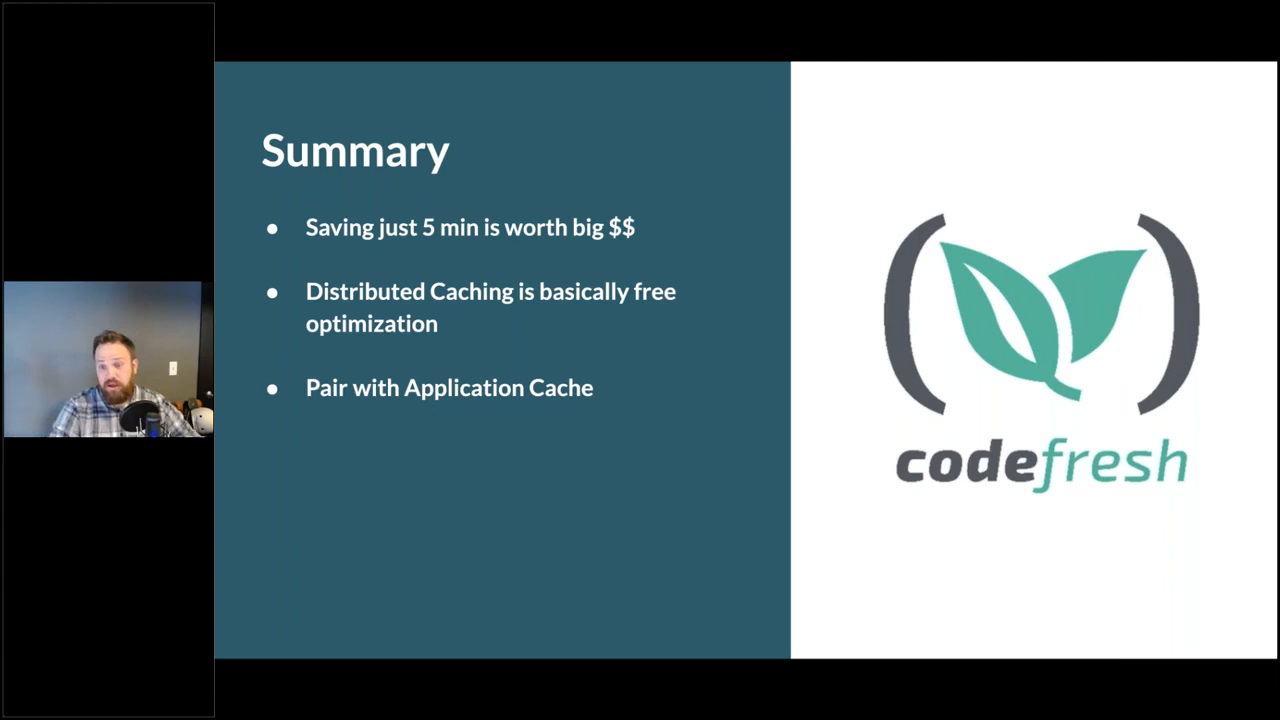 Summary
● Saving just 5 min is worth big $$
● Distributed Caching is basically free
optimization
● Pair with Application Cache
codefresh